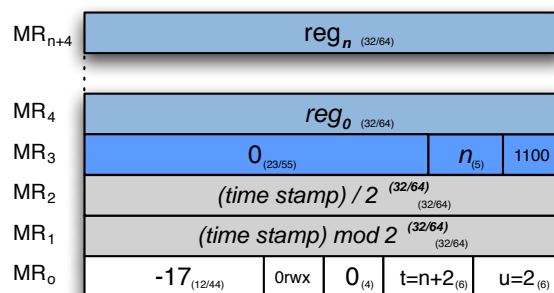 MRn+4 regn (32/64)
MR4 reg0 (32/64)
MR3 0(23/55) n(5) 1100
MR2 (time stamp) / 2 (32/64) (32/64)
MR1 (time stamp) mod 2 (32/64) (32/64)
MRo -17(12/44) 0rwx 0(4) t=n+2(6) u=2(6)